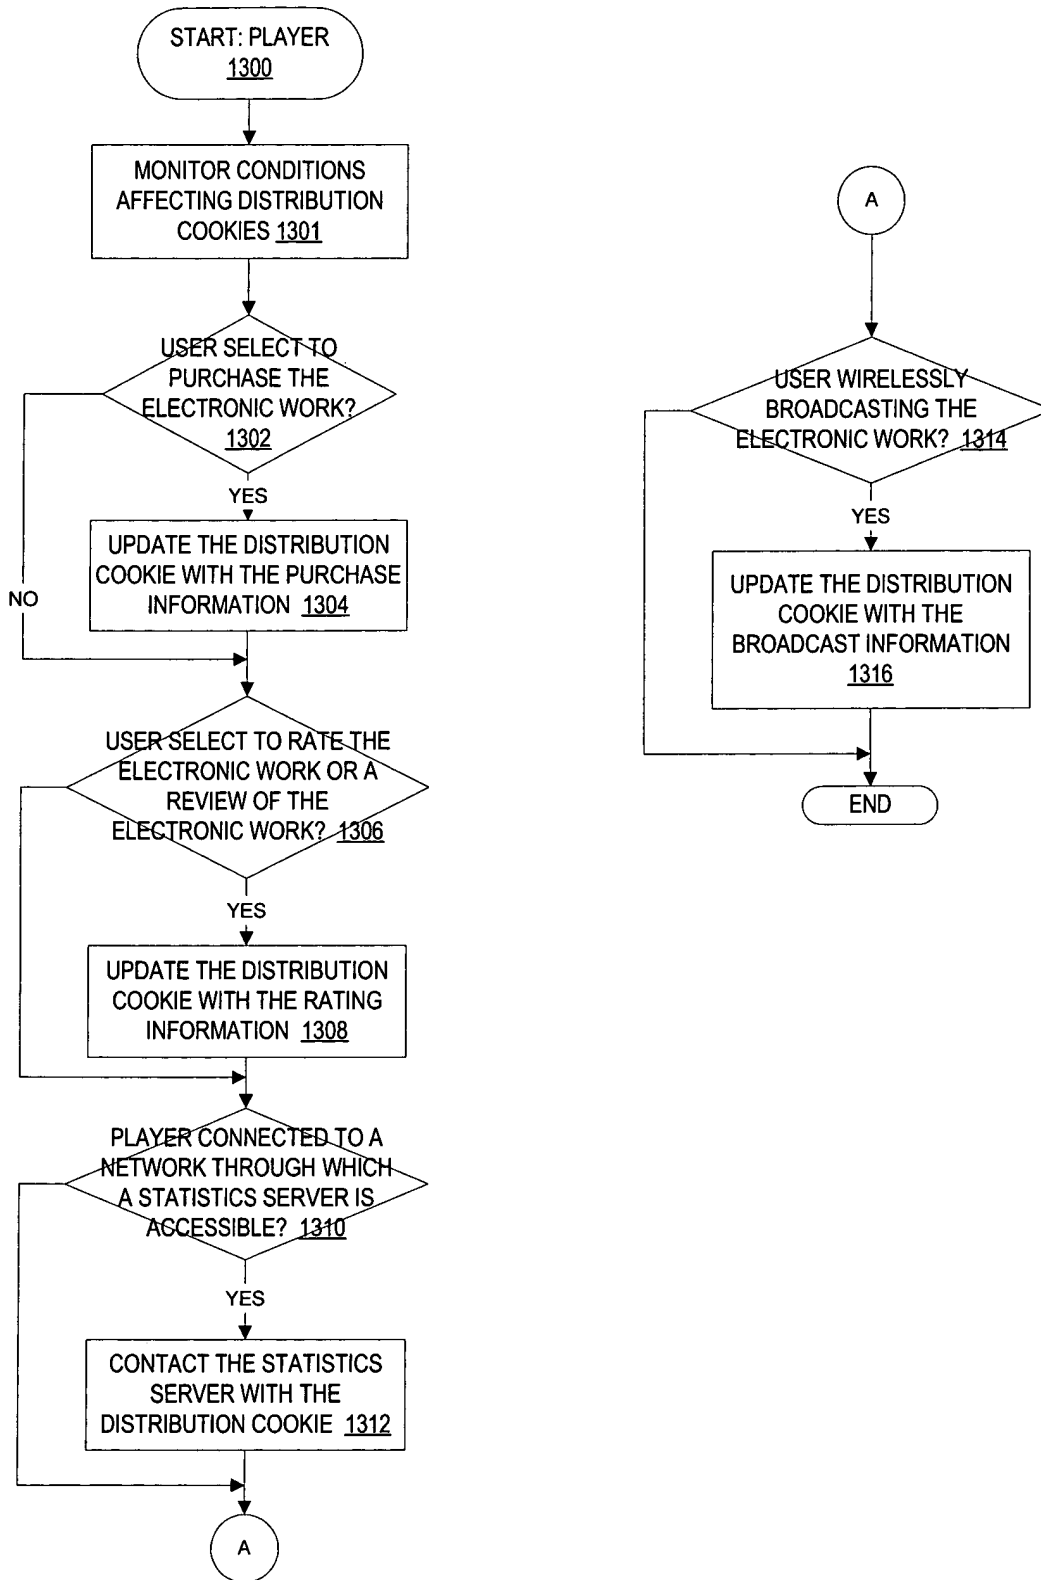 START: PLAYER
1300
MONITOR CONDITIONS
AFFECTING DISTRIBUTION
COOKIES 1301
USER SELECT TO
PURCHASE THE
ELECTRONIC WORK?
1302
YES
UPDATE THE DISTRIBUTION
COOKIE WITH THE PURCHASE
INFORMATION 1304
NO
USER SELECT TO RATE THE
ELECTRONIC WORK OR A
REVIEW OF THE
ELECTRONIC WORK? 1306
YES
UPDATE THE DISTRIBUTION
COOKIE WITH THE RATING
INFORMATION 1308
PLAYER CONNECTED TO A
NETWORK THROUGH WHICH
A STATISTICS SERVER IS
ACCESSIBLE? 1310
YES
CONTACT THE STATISTICS
SERVER WITH THE
DISTRIBUTION COOKIE 1312
A
A
USER WIRELESSLY
BROADCASTING THE
ELECTRONIC WORK? 1314
YES
UPDATE THE DISTRIBUTION
COOKIE WITH THE
BROADCAST INFORMATION
1316
END